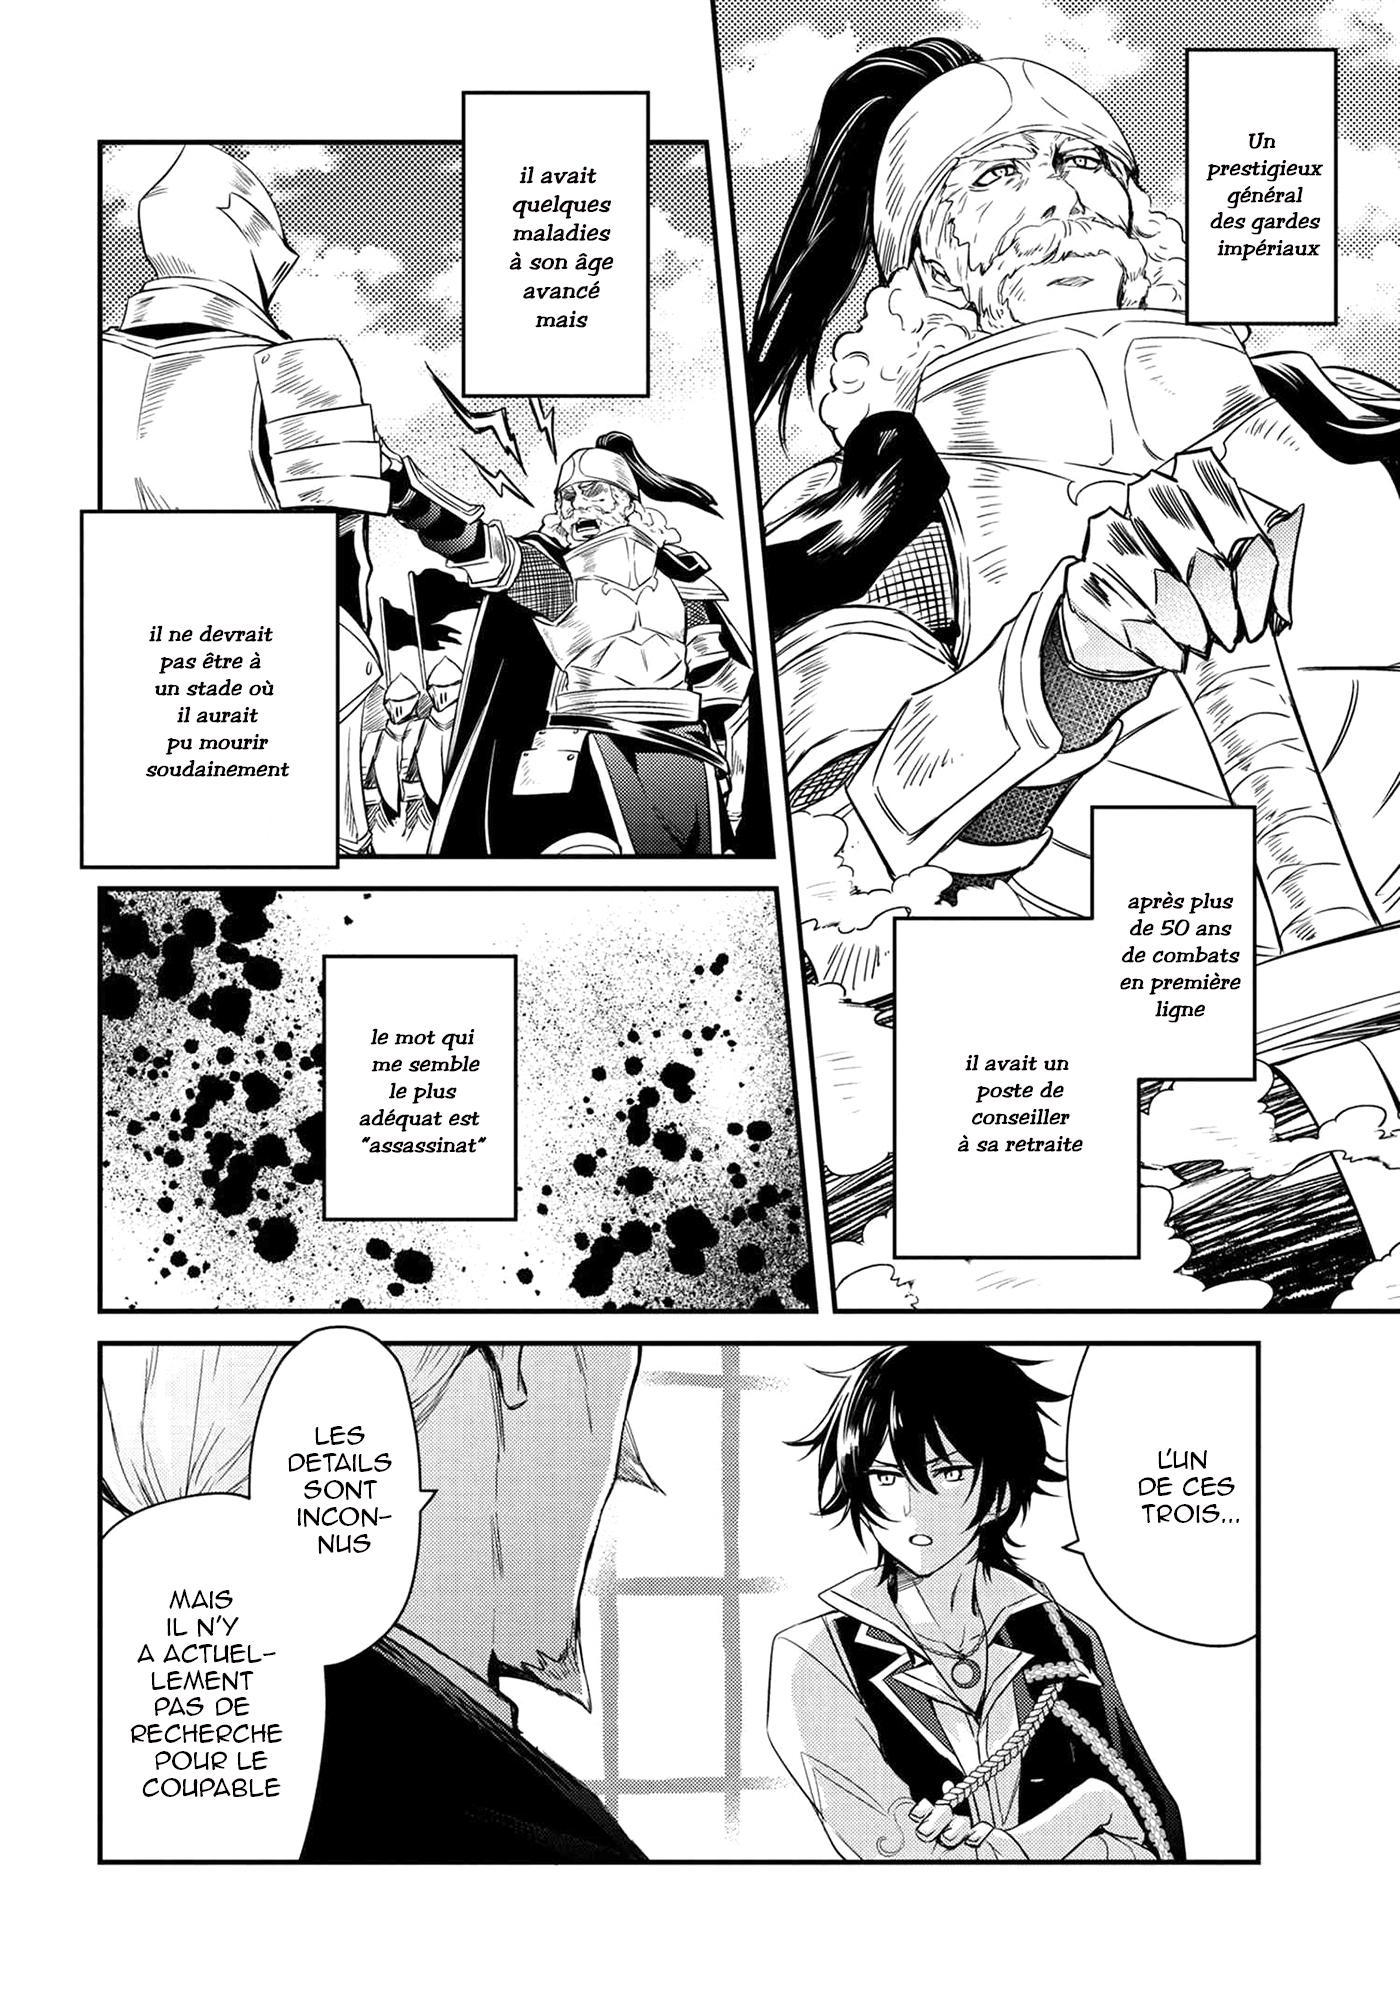 Un
prestigieux
général
des gardes
impériaux
après plus
de 50 ans
de combats
en première
ligne
il avait un
poste de
conseiller
à sa retraite
il avait
quelques
maladies
à son âge
avancé
mais
il ne devrait
pas être à
un stade où
il aurait
pu mourir
soudainement
le mot qui
me semble
le plus
adéquat est
"assassinat"
L'UN
DE CES
TROIS...
LES
DETAILS
SONT
INCON-
NUS
MAIS
IL N'Y
A ACTUEL-
LEMENT
PAS DE
RECHERCHE
POUR LE
COUPABLE